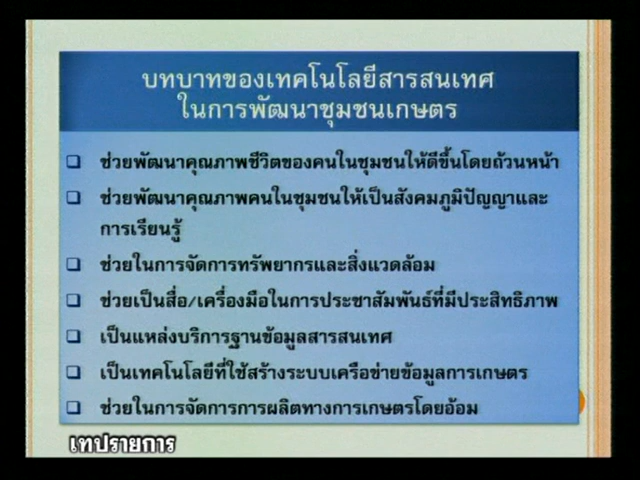 บทบาทของเทคโนโลยีสารสนเทศ
ในการพัฒนาชุมชนเกษตร
❑ ช่วยพัฒนาคุณภาพชีวิตของคนในชุมชนให้ดีขึ้นโดยถ้วนหน้า
❑ ช่วยพัฒนาคุณภาพคนในชุมชนให้เป็นสังคมภูมิปัญญาและ
การเรียนรู้
❑ ช่วยในการจัดการทรัพยากรและสิ่งแวดล้อม
❑ ช่วยเป็นสื่อ/เครื่องมือในการประชาสัมพันธ์ที่มีประสิทธิภาพ
❑ เป็นแหล่งบริการฐานข้อมูลสารสนเทศ
❑ เป็นเทคโนโลยีที่ใช้สร้างระบบเครือข่ายข้อมูลการเกษตร
❑ ช่วยในการจัดการการผลิตทางการเกษตรโดยอ้อม
เทปรายการ